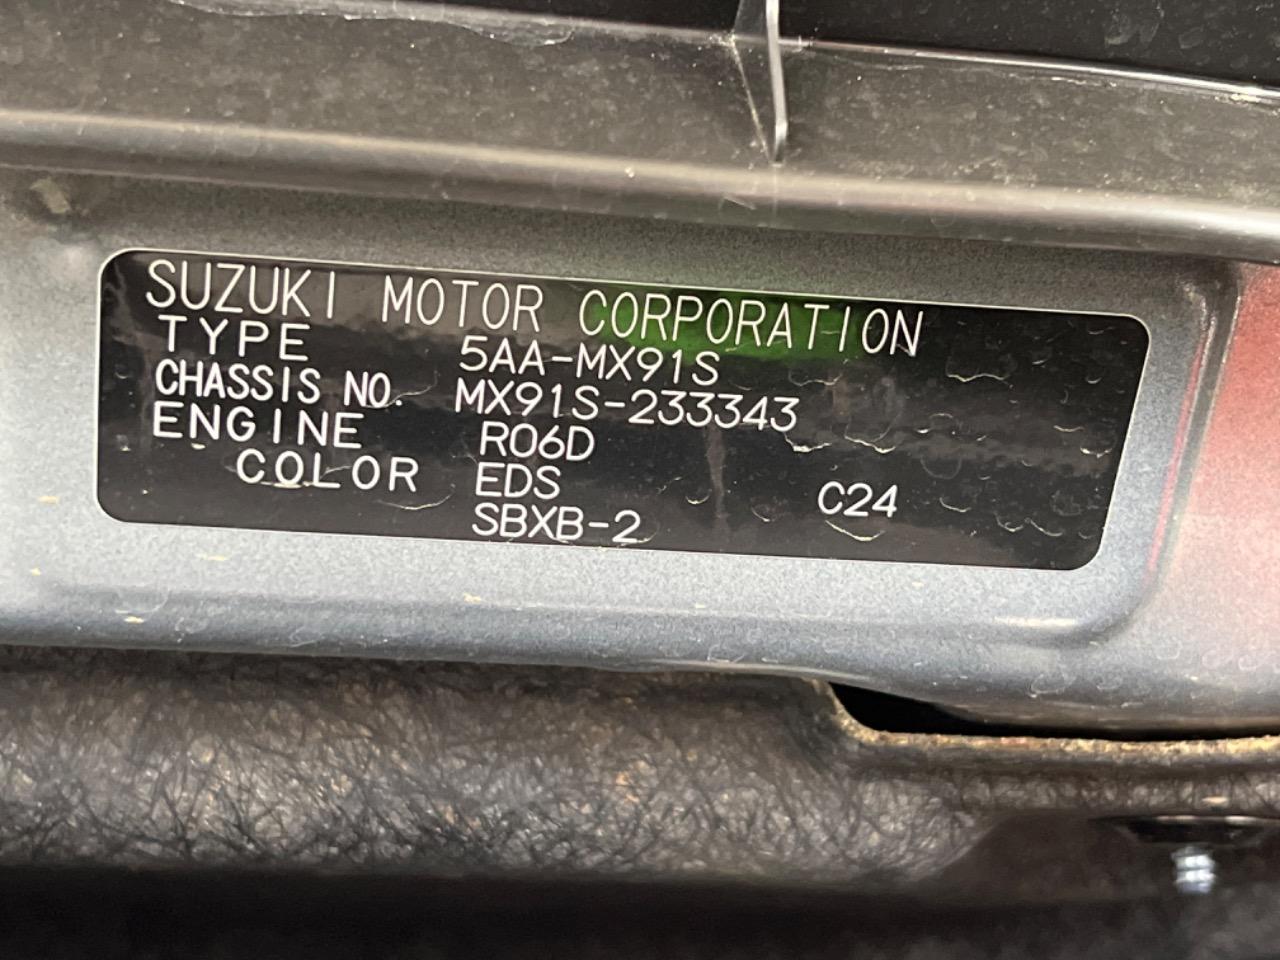 SUZUKI MOTOR CORPORATION
TYPE 5AA-MX91S
CHASSIS NO. MX91S-233343
ENGINE R06D
COLOR EDS C24
SBXB-2